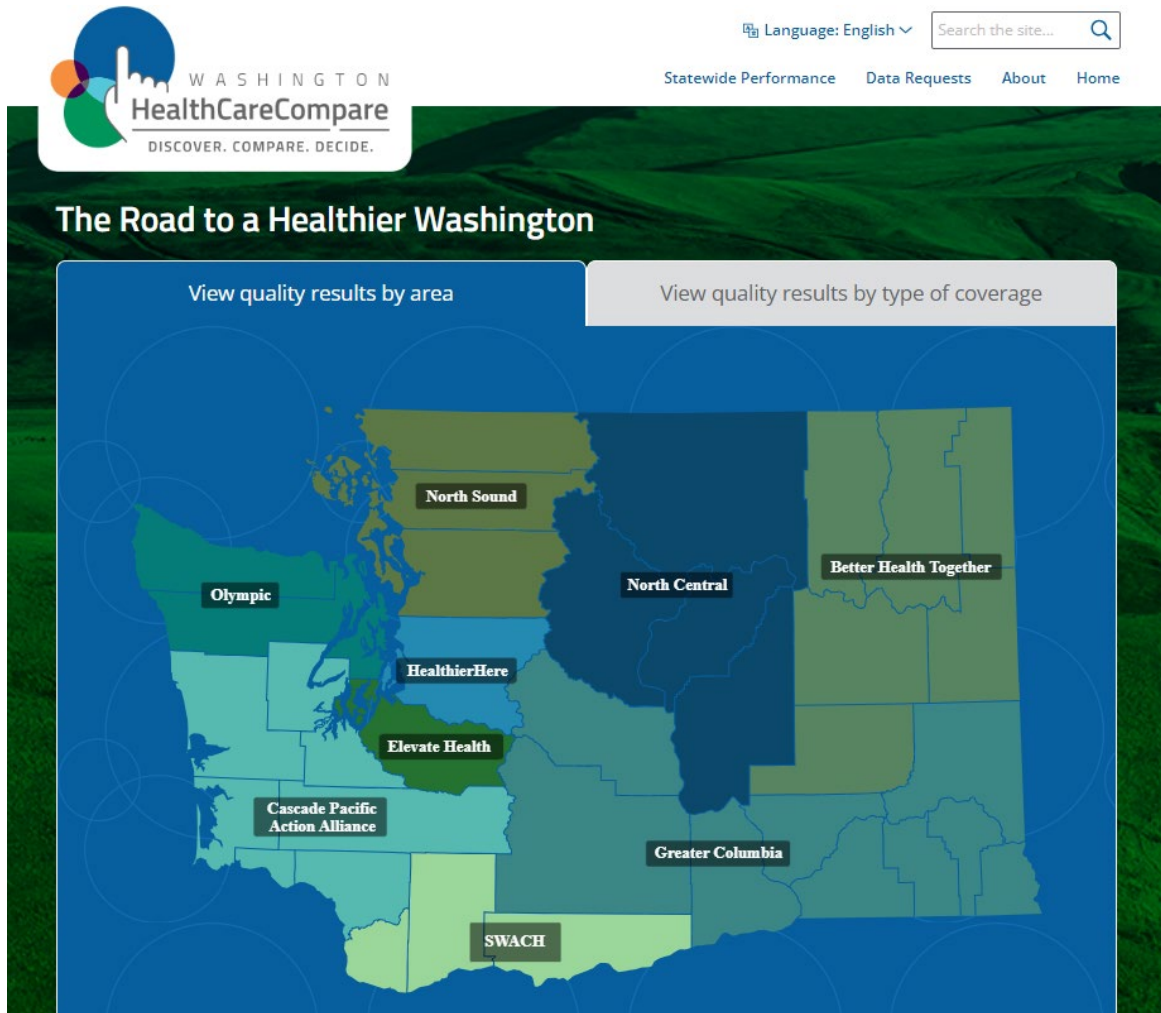 Language: English
Search the site...
WASHINGTON
HealthCareCompare
DISCOVER. COMPARE. DECIDE.
Statewide Performance Data Requests About Home
The Road to a Healthier Washington
View quality results by area
View quality results by type of coverage
North Sound
Better Health Together
North Central
Olympic
HealthierHere
Elevate Health
Cascade Pacific
Action Alliance
Greater Columbia
SWACH